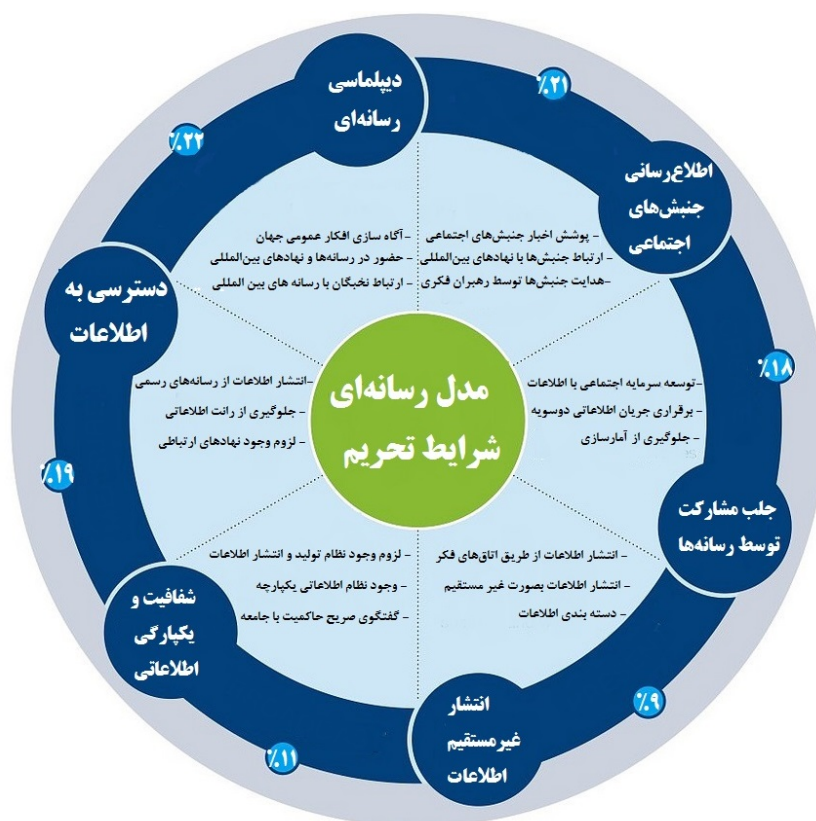 دیپلماسی
رسانه‌ای
٪۲۱
اطلاع‌رسانی
جنبش‌های
اجتماعی
٪۱۸
جلب مشارکت
توسط رسانه‌ها
٪۹
انتشار
غیرمستقیم
اطلاعات
٪۱۱
شفافیت و
یکپارگی
اطلاعاتی
٪۱۹
دسترسی به
اطلاعات
٪۲۲
- پوشش اخبار جنبش‌های اجتماعی
- ارتباط جنبش‌ها با نهادهای بین‌المللی
-هدایت جنبش‌ها توسط رهبران فکری
-توسعه سرمایه اجتماعی با اطلاعات
- برقراری جریان اطلاعاتی دوسویه
- جلوگیری از آمارسازی
- انتشار اطلاعات از طریق اتاق‌های فکر
- انتشار اطلاعات بصورت غیر مستقیم
- دسته بندی اطلاعات
- لزوم وجود نظام تولید و انتشار اطلاعات
- وجود نظام اطلاعاتی یکپارچه
- گفتگوی صریح حاکمیت با جامعه
-انتشار اطلاعات از رسانه‌های رسمی
- جلوگیری از رانت اطلاعاتی
- لزوم وجود نهادهای ارتباطی
- آگاه سازی افکار عمومی جهان
- حضور در رسانه‌ها و نهادهای بین‌المللی
- ارتباط نخبگان با رسانه های بین المللی
مدل رسانه‌ای
شرایط تحریم